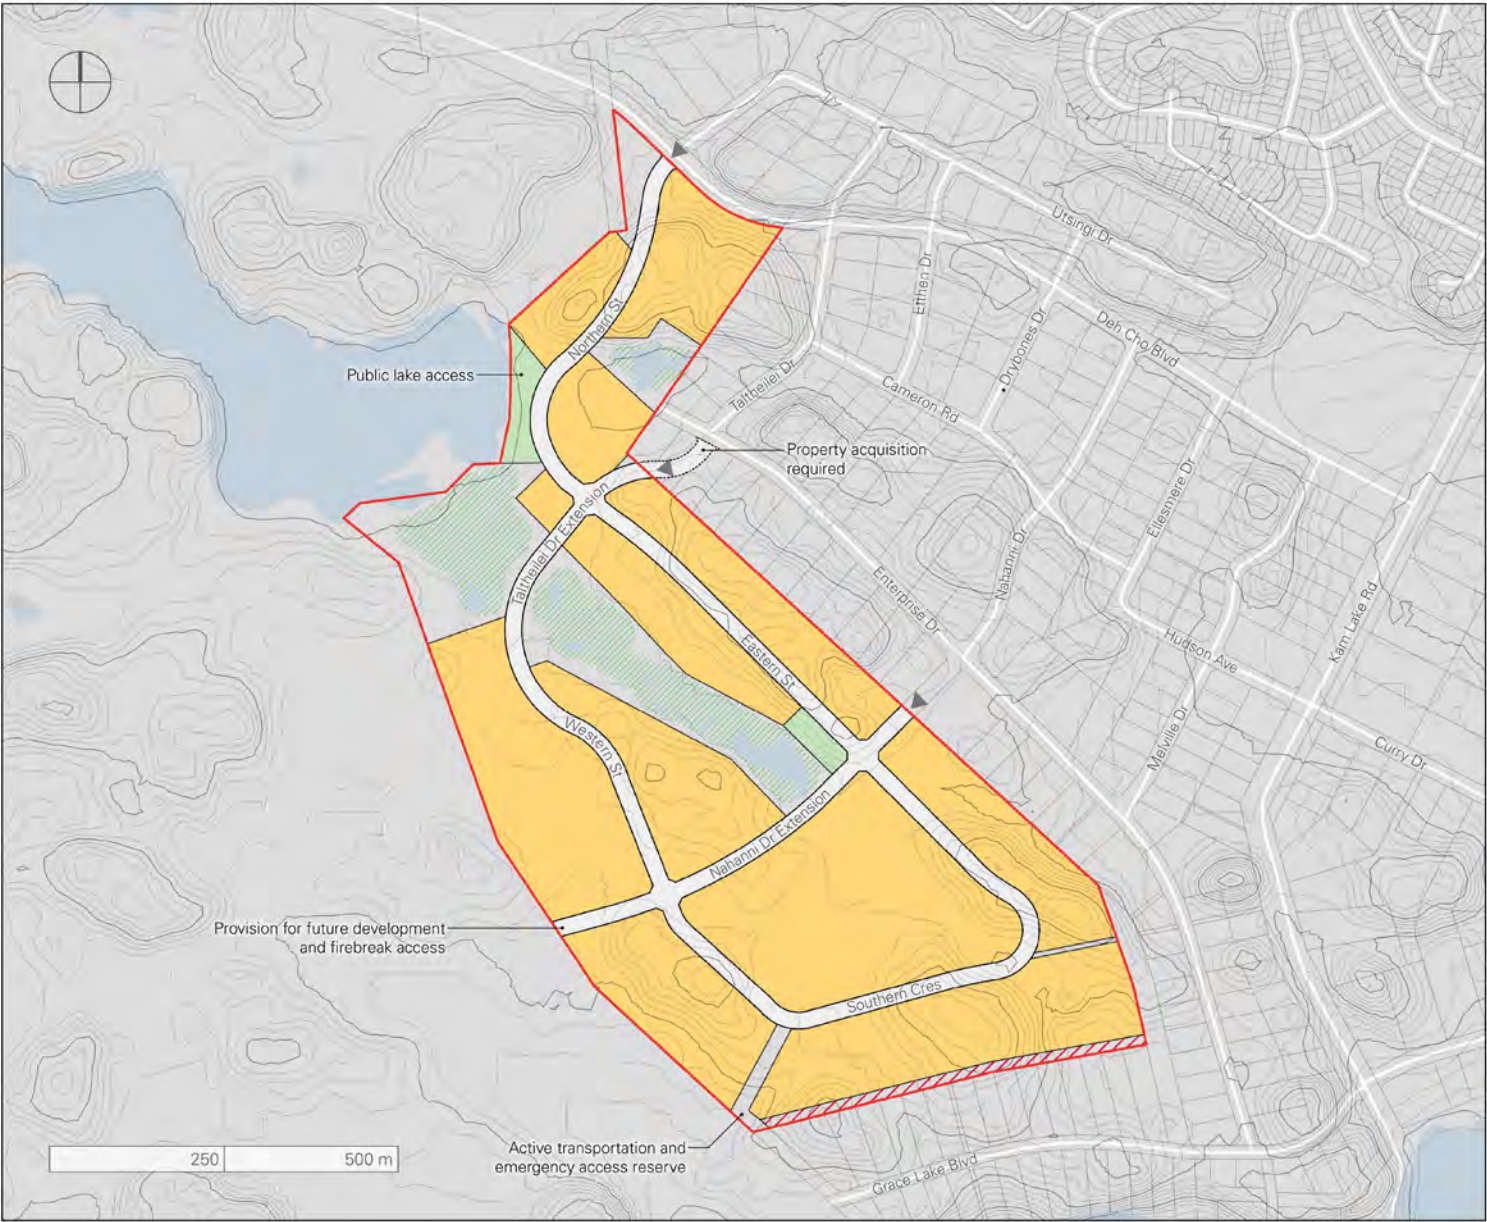 Utsingi Dr
Etthen Dr
Deh Cho Blvd
Drybones Dr
Northern St
Public lake access
Taltheilei Dr
Cameron Rd
Property acquisition
required
Taltheilei Dr Extension
Ellesmere Dr
Nahanni Dr
Enterprise Dr
Kam Lake Rd
Hudson Ave
Eastern St
Western St
Melville Dr
Curry Dr
Nahanni Dr Extension
Provision for future development
and firebreak access
Southern Cres
Active transportation and
emergency access reserve
250
500 m
Grace Lake Blvd